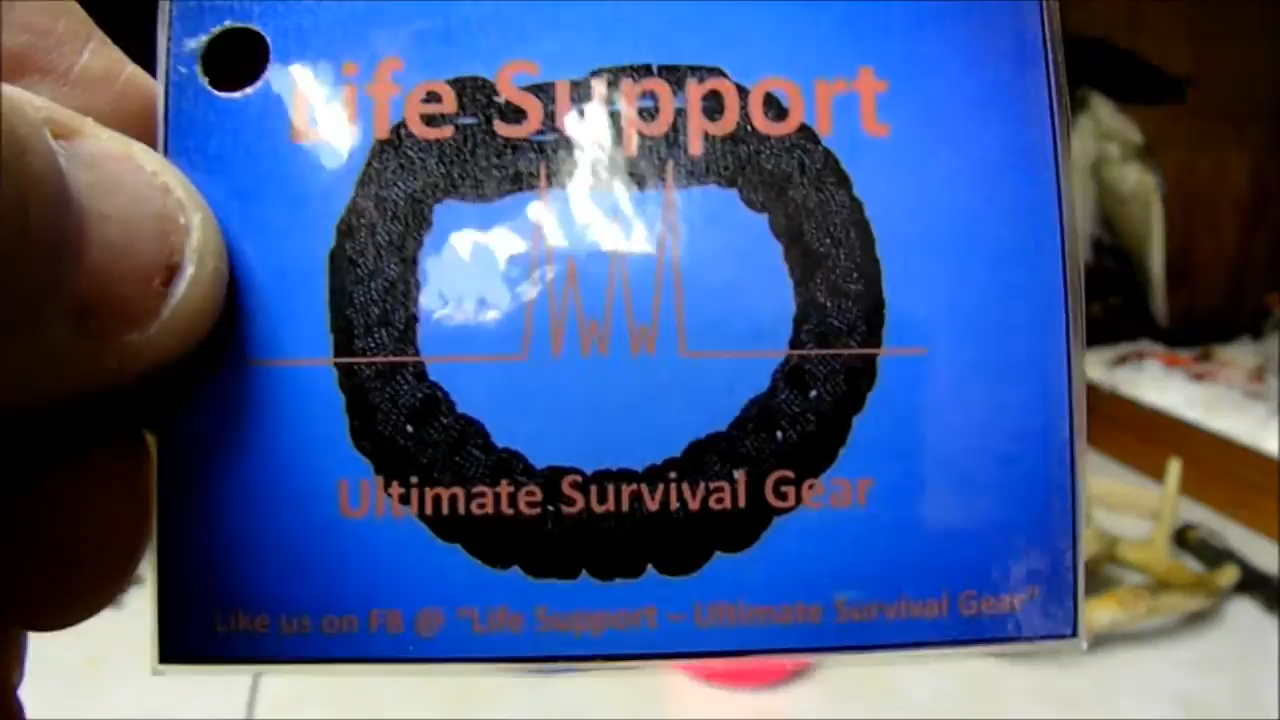 Life Support
Ultimate Survival Gear
Like us on FB @ "Life Support - Ultimate Survival Gear"